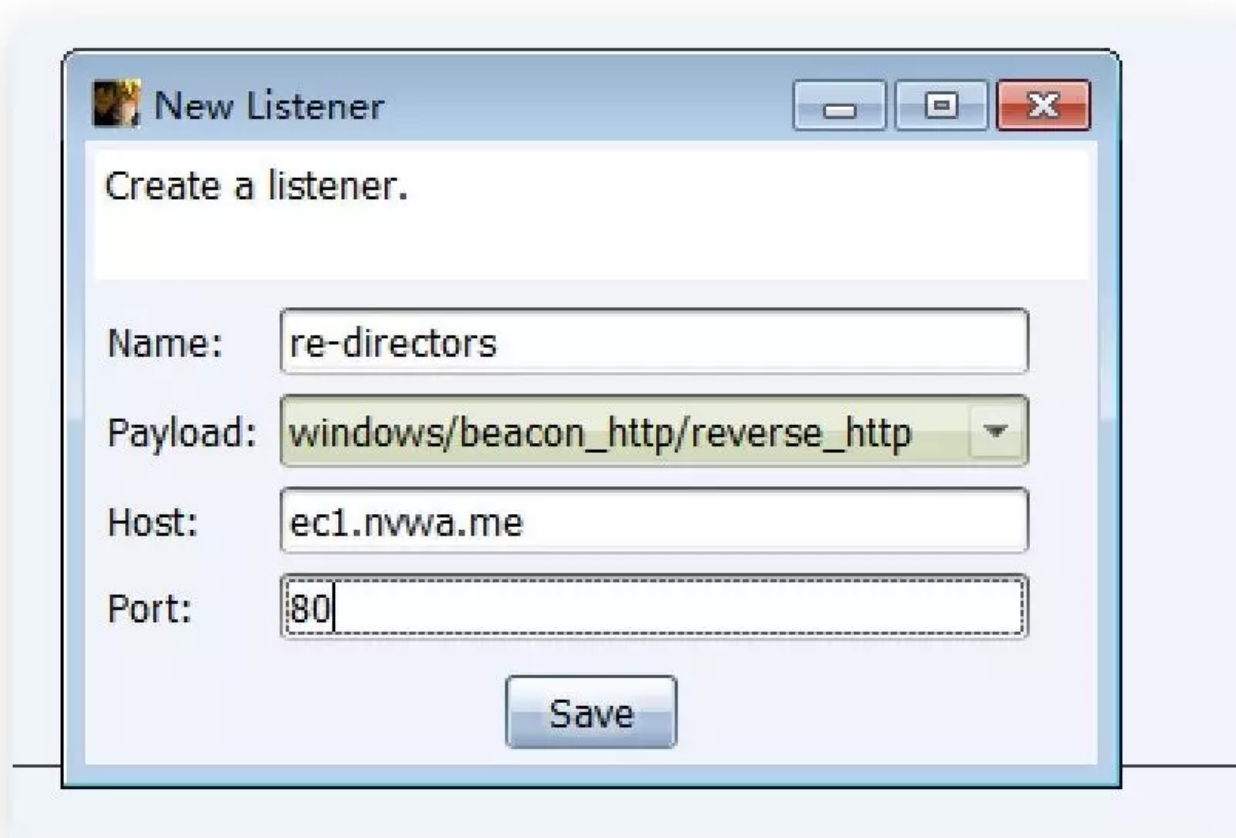 New Listener
Create a listener.
Name: re-directors
Payload: windows/beacon_http/reverse_http
Host: ec1.nvwa.me
Port: 80
Save